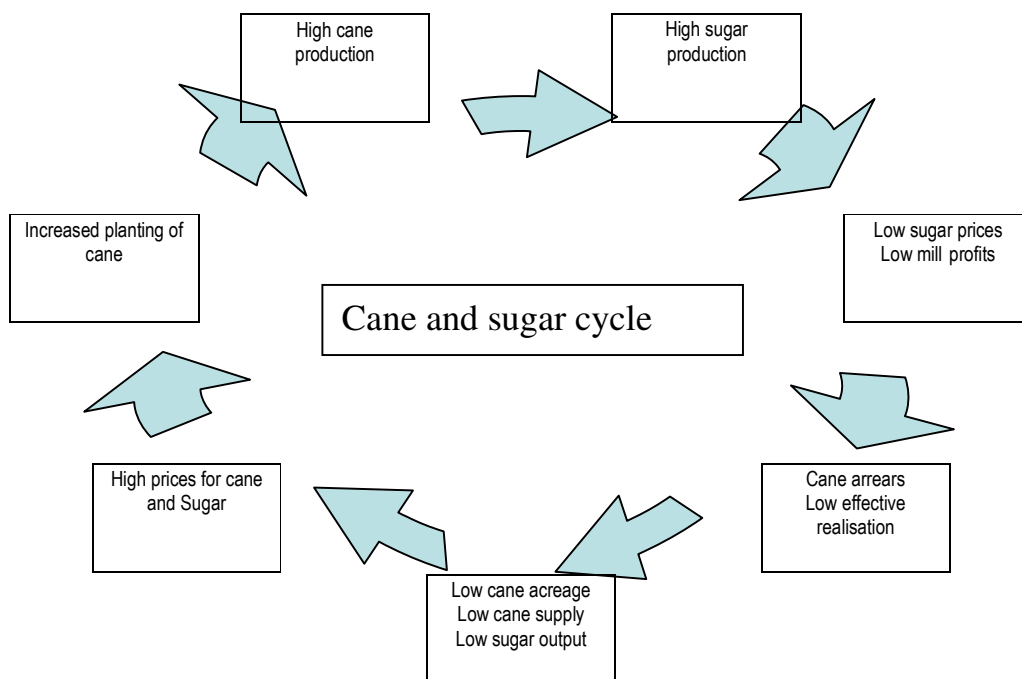 High cane
production
High sugar
production
Increased planting of
cane
Low sugar prices
Low mill profits
Cane and sugar cycle
High prices for cane
and Sugar
Cane arrears
Low effective
realisation
Low cane acreage
Low cane supply
Low sugar output